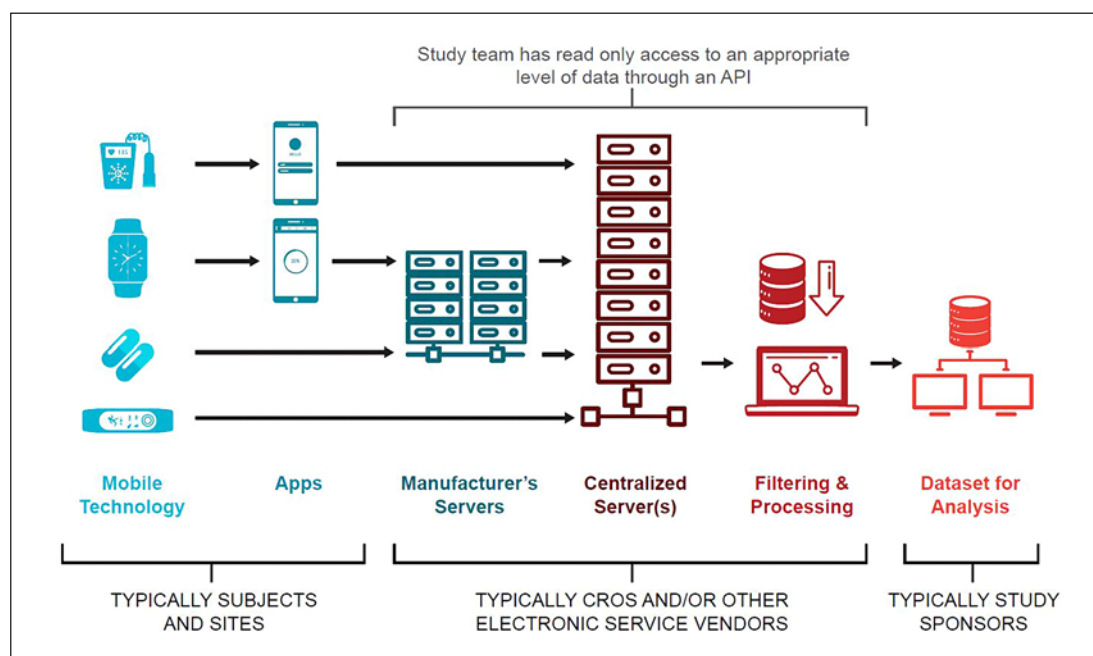 Study team has read only access to an appropriate
level of data through an API
Mobile
Technology
Apps
Manufacturer's
Servers
Centralized
Server(s)
Filtering &
Processing
Dataset for
Analysis
TYPICALLY SUBJECTS
AND SITES
TYPICALLY CROS AND/OR OTHER
ELECTRONIC SERVICE VENDORS
TYPICALLY STUDY
SPONSORS